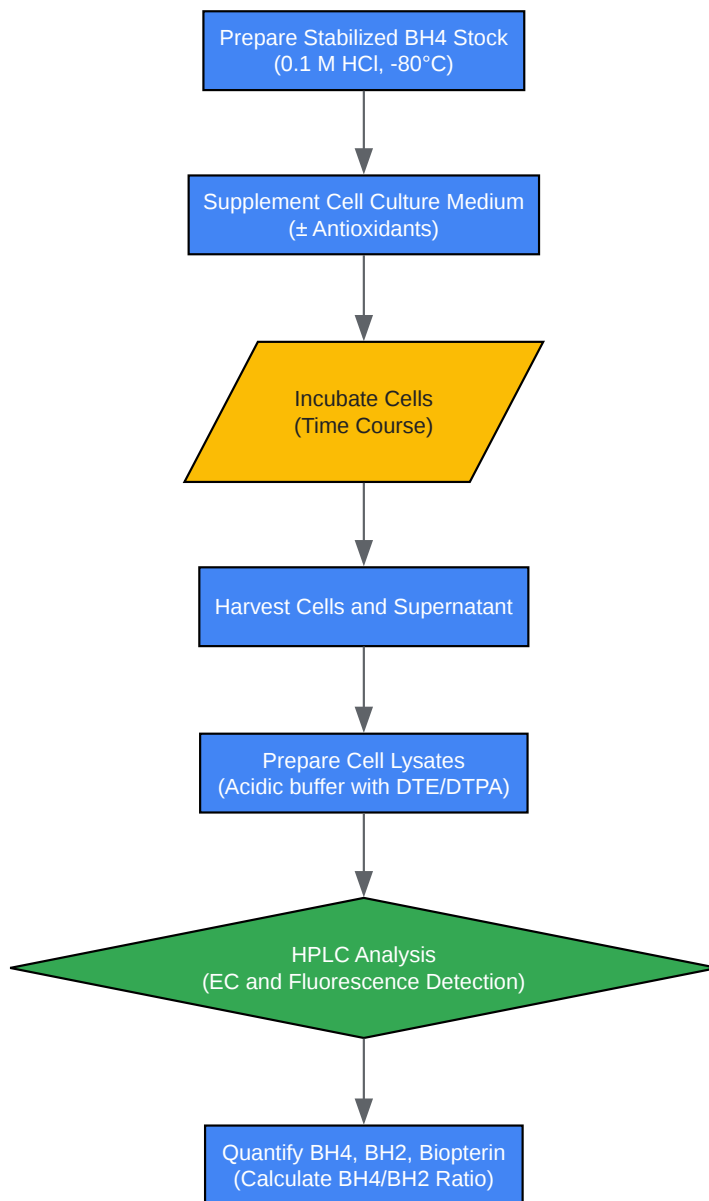 Prepare Stabilized BH4 Stock
(0.1 M HCl, -80°C)
Supplement Cell Culture Medium
(± Antioxidants)
Incubate Cells
(Time Course)
Harvest Cells and Supernatant
Prepare Cell Lysates
(Acidic buffer with DTE/DTPA)
HPLC Analysis
(EC and Fluorescence Detection)
Quantify BH4, BH2, Biopterin
(Calculate BH4/BH2 Ratio)